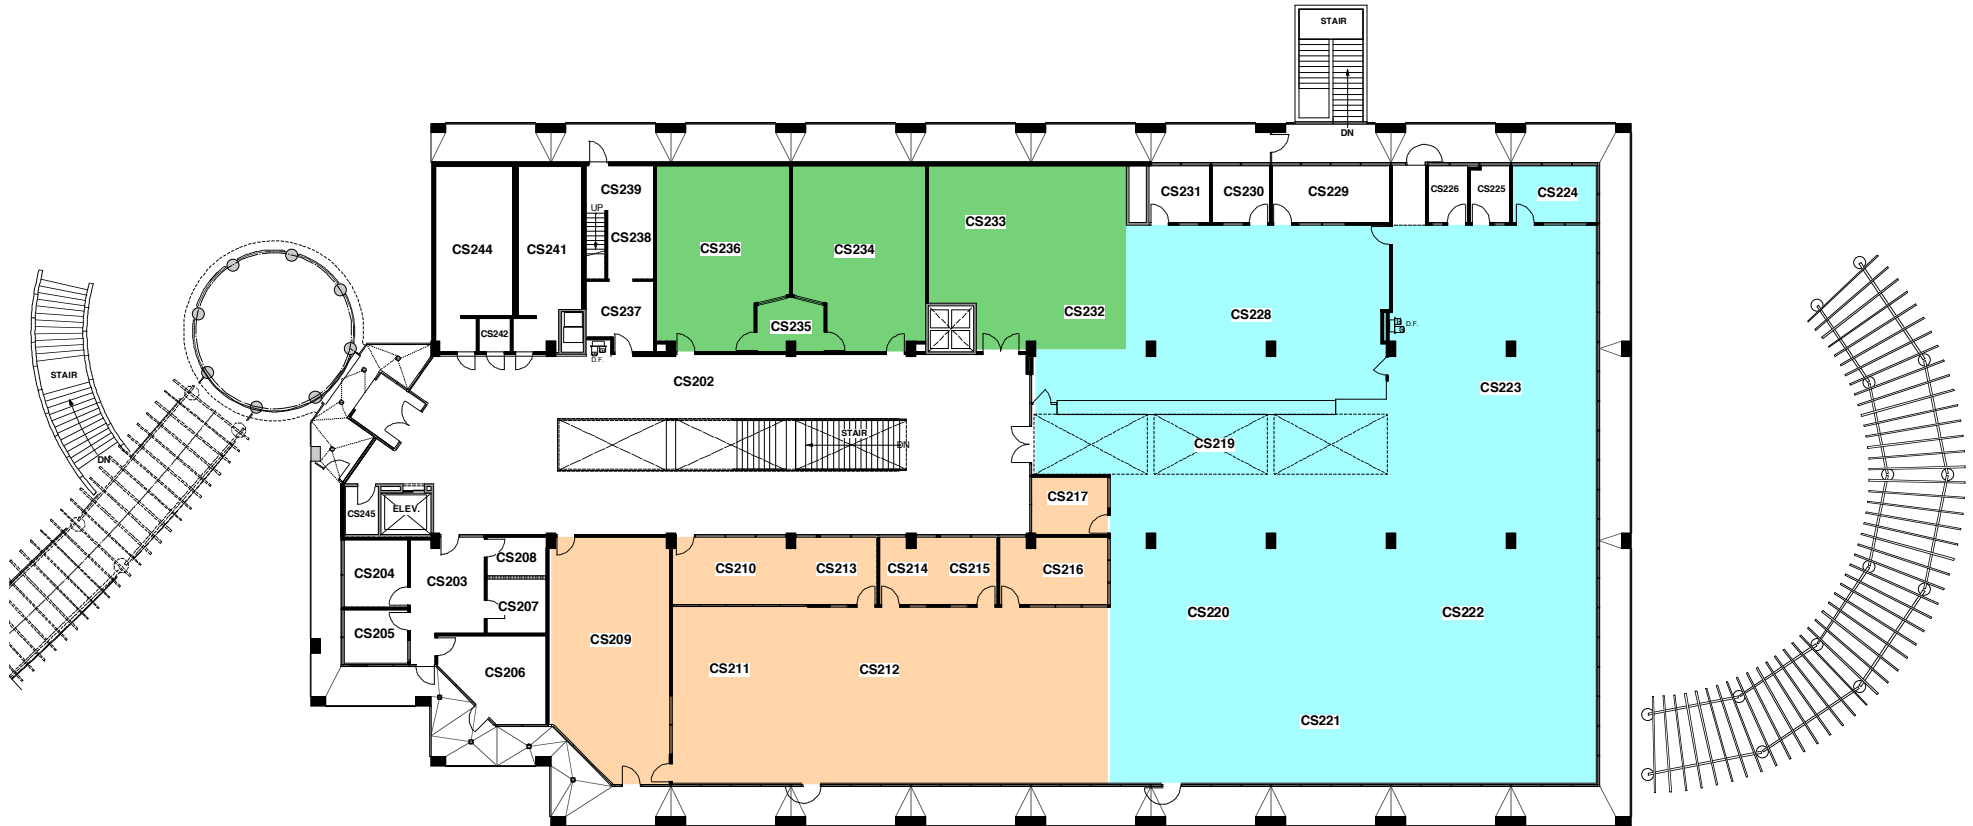 STAIR
DN
CS239
UP
CS238
CS237
D.F.
CS244
CS241
CS242
CS236
CS234
CS235
CS233
CS232
CS231
CS230
CS229
CS226
CS225
CS224
CS228
D.F.
CS223
CS202
STAIR
DN
CS219
STAIR
DN
CS245
ELEV.
CS217
CS204
CS203
CS208
CS207
CS205
CS206
CS209
CS210
CS213
CS214
CS215
CS216
CS211
CS212
CS220
CS222
CS221